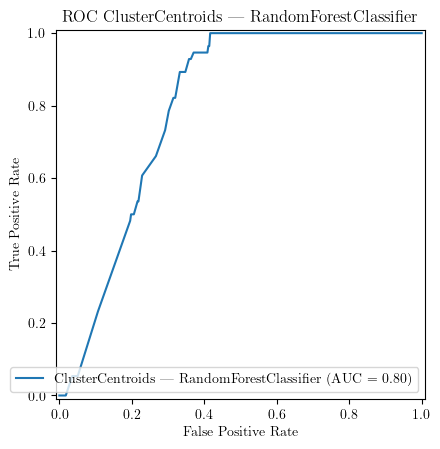 ROC ClusterCentroids — RandomForestClassifier
True Positive Rate
1.0
0.8
0.6
0.4
0.2
0.0
ClusterCentroids — RandomForestClassifier (AUC = 0.80)
0.0 0.2 0.4 0.6 0.8 1.0
False Positive Rate